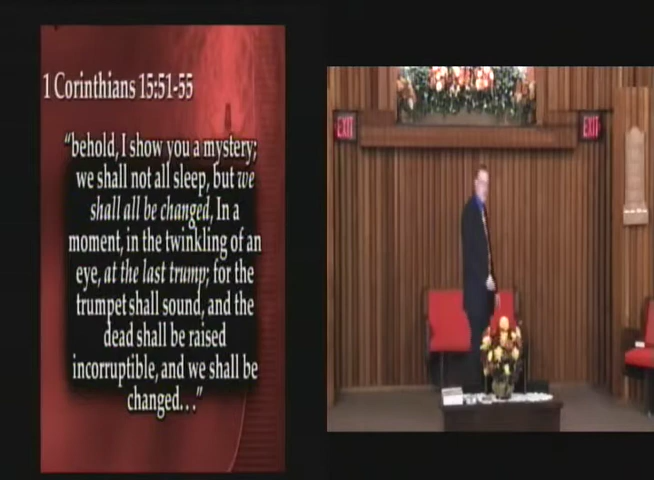 1 Corinthians 15:51-55
“behold, I show you a mystery;
we shall not all sleep, but we
shall all be changed, In a
moment, in the twinkling of an
eye, at the last trump; for the
trumpet shall sound, and the
dead shall be raised
incorruptible, and we shall be
changed. . .”
EXIT
EXIT